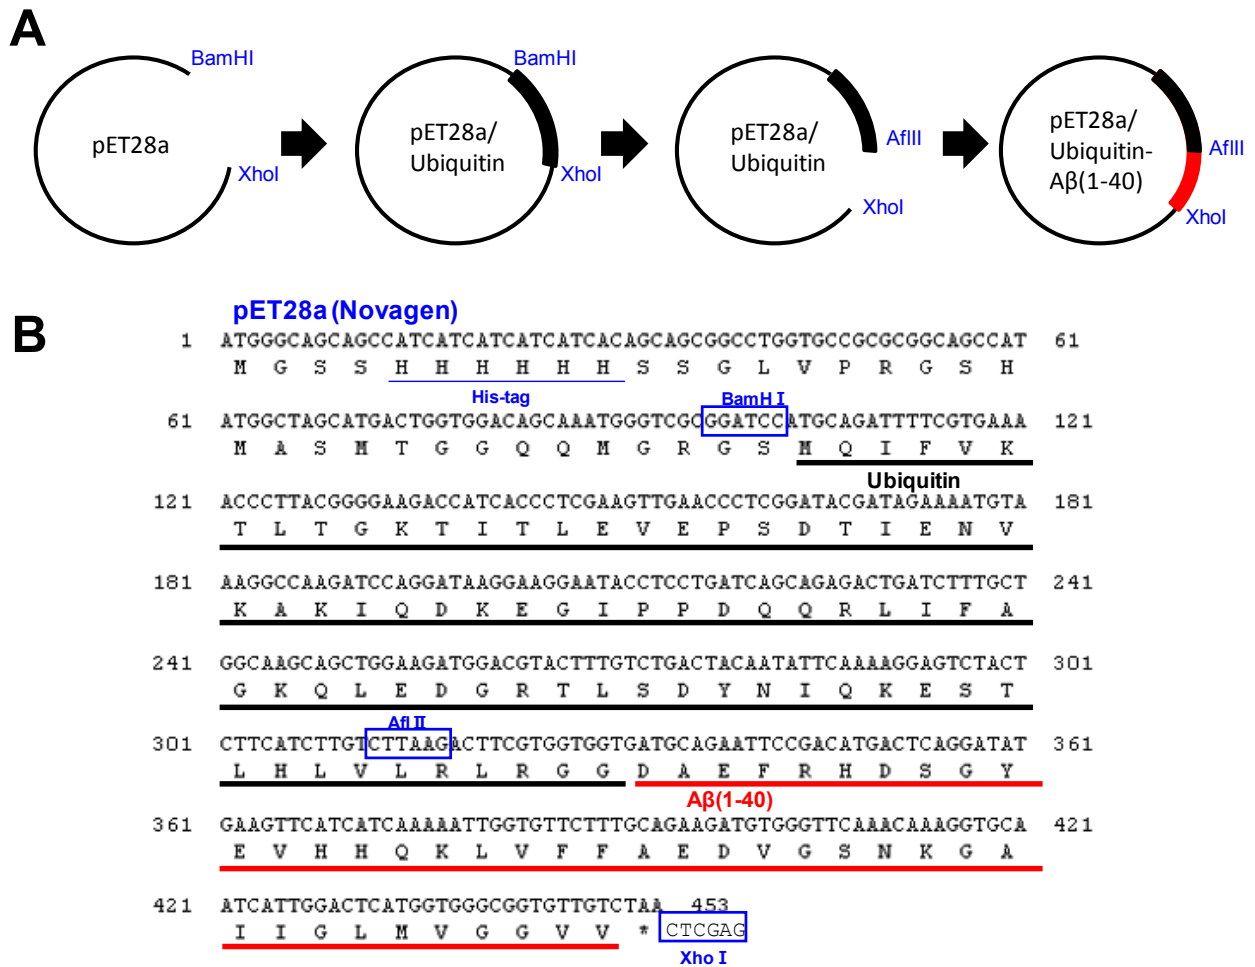 A
BamHI
BamHI
pET28a
pET28a/
Ubiquitin
pET28a/
Ubiquitin
pET28a/
Ubiquitin-
Aβ(1-40)
AflII
AflII
XhoI
XhoI
XhoI
XhoI
B
pET28a (Novagen)
1 ATGGGCAGCAGCCATCATCATCATCATCACAGCAGCGGCCTGGTGCCGCGCGGCAGCCAT 61
M G S S H H H H H H S S G L V P R G S H
His-tag
BamH I
61 ATGGCTAGCATGACTGGTGGACAGCAAATGGGTCGCGGATCCATGCAGATTTTCGTGAAA 121
M A S M T G G Q Q M G R G S M Q I F V K
Ubiquitin
121 ACCCTTACGGGGAAGACCATCACCCTCGAAGTTGAACCCTCGGATACGATAGAAAATGTA 181
T L T G K T I T L E V E P S D T I E N V
181 AAGGCCAAGATCCAGGATAAGGAAGGAATACCTCCTGATCAGCAGAGACTGATCTTTGCT 241
K A K I Q D K E G I P P D Q Q R L I F A
241 GGCAAGCAGCTGGAAGATGGACGTACTTTGTCTGACTACAATATTCAAAAGGAGTCTACT 301
G K Q L E D G R T L S D Y N I Q K E S T
Afl II
301 CTTCATCTTGTCTTAAGACTTCGTGGTGGTGATGCAGAATTCCGACATGACTCAGGATAT 361
L H L V L R L R G G D A E F R H D S G Y
Aβ(1-40)
361 GAAGTTCATCATCAAAAATTGGTGTTCTTTGCAGAAGATGTGGGTTCAAACAAAGGTGCA 421
E V H H Q K L V F F A E D V G S N K G A
421 ATCATTGGACTCATGGTGGGCGGTGTTGTCTAA 453
I I G L M V G G V V * CTCGAG
Xho I